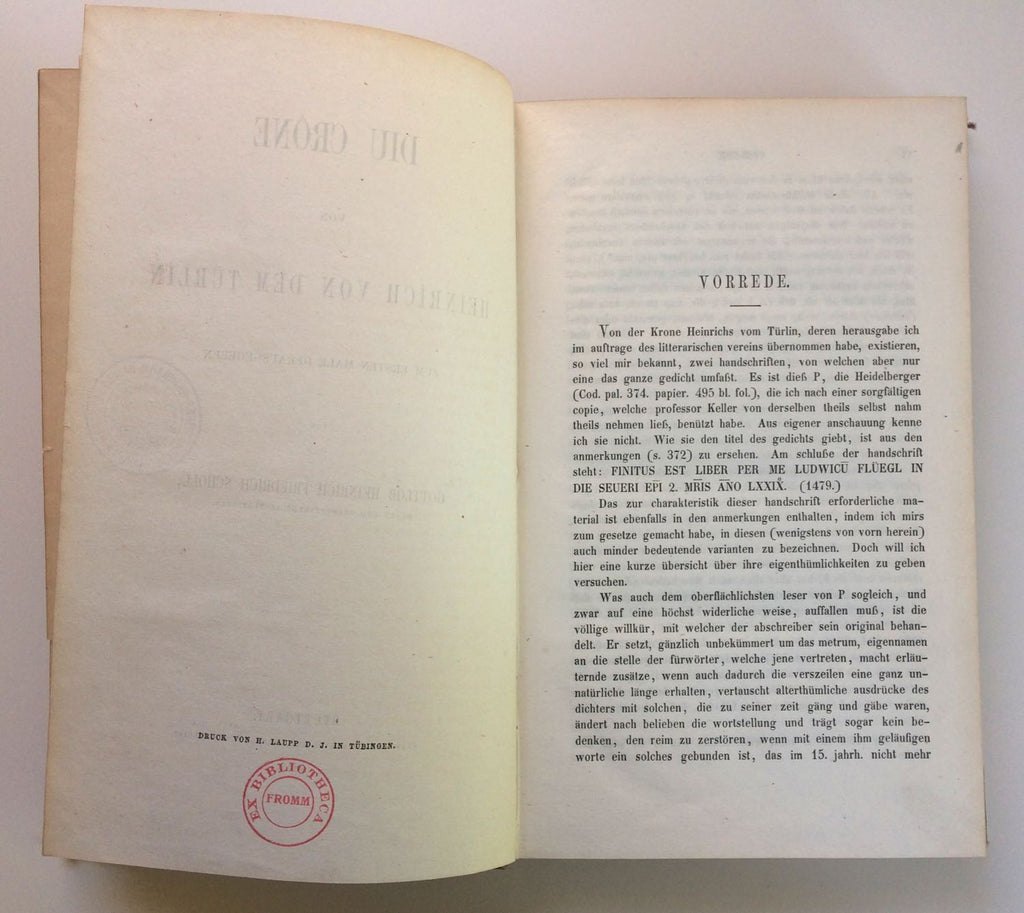 DIU CRÔNE
VON
HEINRICH VON DEM TÜRLIN
ZUM ERSTEN MALE HERAUSGEGEBEN
GOTTLOB HEINRICH FRIEDRICH SCHOLL,
STUTTGART.
DRUCK VON H. LAUPP D. J. IN TÜBINGEN.
EX BIBLIOTHECA
FROMM
VORREDE.
Von der Krone Heinrichs vom Türlin, deren herausgabe ich
im auftrage des litterarischen vereins übernommen habe, existieren,
so viel mir bekannt, zwei handschriften, von welchen aber nur
eine das ganze gedicht umfaßt. Es ist dieß P, die Heidelberger
(Cod. pal. 374. papier. 495 bl. fol.), die ich nach einer sorgfältigen
copie, welche professor Keller von derselben theils selbst nahm
theils nehmen ließ, benützt habe. Aus eigener anschauung kenne
ich sie nicht. Wie sie den titel des gedichts giebt, ist aus den
anmerkungen (s. 372) zu ersehen. Am schluße der handschrift
steht: FINITUS EST LIBER PER ME LUDWICŪ FLÜEGL IN
DIE SEUERI EP̄I 2. MR̄IS AÑO LXXIX̊. (1479.)
Das zur charakteristik dieser handschrift erforderliche ma-
terial ist ebenfalls in den anmerkungen enthalten, indem ich mirs
zum gesetze gemacht habe, in diesen (wenigstens von vorn herein)
auch minder bedeutende varianten zu bezeichnen. Doch will ich
hier eine kurze übersicht über ihre eigenthümlichkeiten zu geben
versuchen.
Was auch dem oberflächlichsten leser von P sogleich, und
zwar auf eine höchst widerliche weise, auffallen muß, ist die
völlige willkür, mit welcher der abschreiber sein original behan-
delt. Er setzt, gänzlich unbekümmert um das metrum, eigennamen
an die stelle der fürwörter, welche jene vertreten, macht erläu-
ternde zusätze, wenn auch dadurch die verszeilen eine ganz un-
natürliche länge erhalten, vertauscht alterthümliche ausdrücke des
dichters mit solchen, die zu seiner zeit gäng und gäbe waren,
ändert nach belieben die wortstellung und trägt sogar kein be-
denken, den reim zu zerstören, wenn mit einem ihm geläufigen
worte ein solches gebunden ist, das im 15. jahrh. nicht mehr